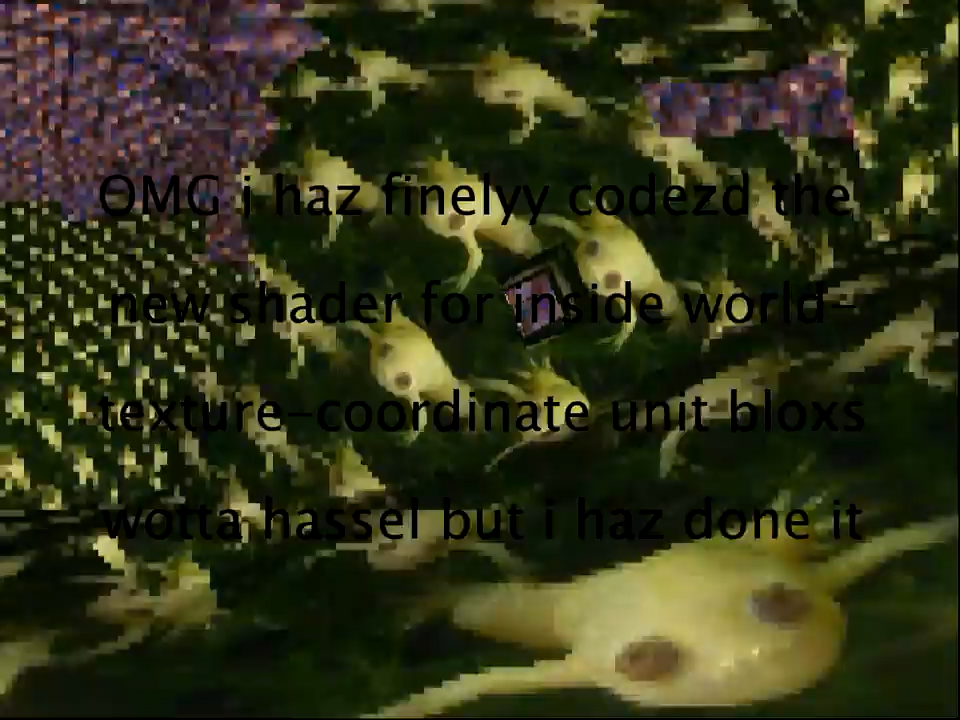 OMG i haz finelyy codezd the
new shader for inside world-
texture-coordinate unit bloxs
wotta hassel but i haz done it